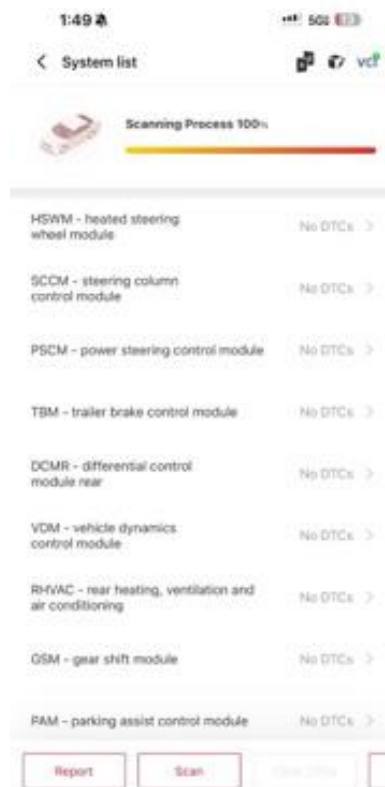 1:49
5G
System list
vcf
Scanning Process 100%
HSWM - heated steering
wheel module
No DTCs
SCCM - steering column
control module
No DTCs
PSCM - power steering control module
No DTCs
TBM - trailer brake control module
No DTCs
DCMR - differential control
module rear
No DTCs
VDM - vehicle dynamics
control module
No DTCs
RHVAC - rear heating, ventilation and
air conditioning
No DTCs
GSM - gear shift module
No DTCs
PAM - parking assist control module
No DTCs
Report
Scan